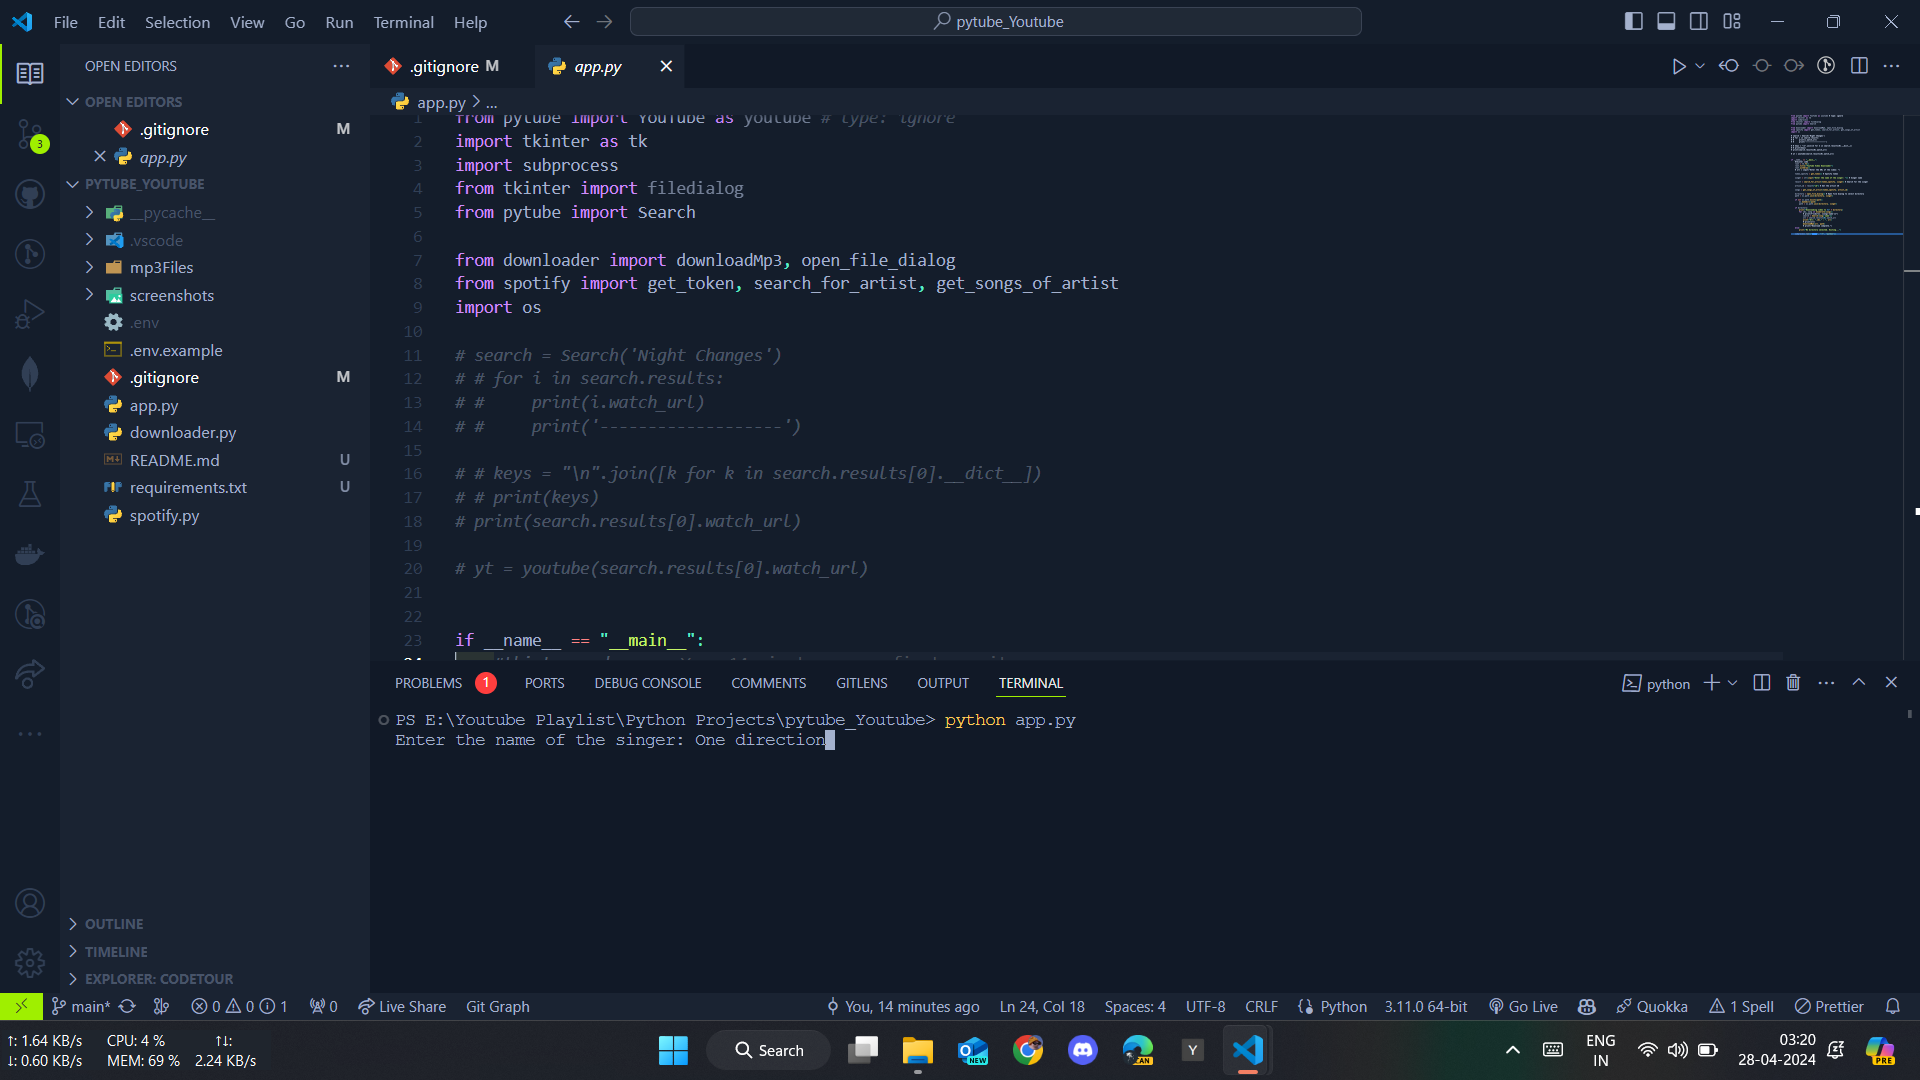 File Edit Selection View Go Run Terminal Help
pytube_Youtube
OPEN EDITORS
.gitignore M
app.py
app.py > ...
OPEN EDITORS
.gitignore M
app.py
PYTUBE_YOUTUBE
__pycache__
.vscode
mp3Files
screenshots
.env
.env.example
.gitignore M
app.py
downloader.py
README.md U
requirements.txt U
spotify.py
OUTLINE
TIMELINE
EXPLORER: CODETOUR
3
1 from pytube import YouTube as youtube # type: ignore
2 import tkinter as tk
3 import subprocess
4 from tkinter import filedialog
5 from pytube import Search
6
7 from downloader import downloadMp3, open_file_dialog
8 from spotify import get_token, search_for_artist, get_songs_of_artist
9 import os
10
11 # search = Search('Night Changes')
12 # # for i in search.results:
13 # #     print(i.watch_url)
14 # #     print('-------------------')
15
16 # # keys = "\n".join([k for k in search.results[0].__dict__])
17 # # print(keys)
18 # print(search.results[0].watch_url)
19
20 # yt = youtube(search.results[0].watch_url)
21
22
23 if __name__ == "__main__":
PROBLEMS 1 PORTS DEBUG CONSOLE COMMENTS GITLENS OUTPUT TERMINAL
python
PS E:\Youtube Playlist\Python Projects\pytube_Youtube> python app.py
Enter the name of the singer: One direction
main* 0 0 1 0 Live Share Git Graph
You, 14 minutes ago Ln 24, Col 18 Spaces: 4 UTF-8 CRLF Python 3.11.0 64-bit Go Live Quokka 1 Spell Prettier
↑: 1.64 KB/s CPU: 4 % ↑↓:
↓: 0.60 KB/s MEM: 69 % 2.24 KB/s
Search
NEW
CAN
Y
ENG
IN
03:20
28-04-2024
PRE